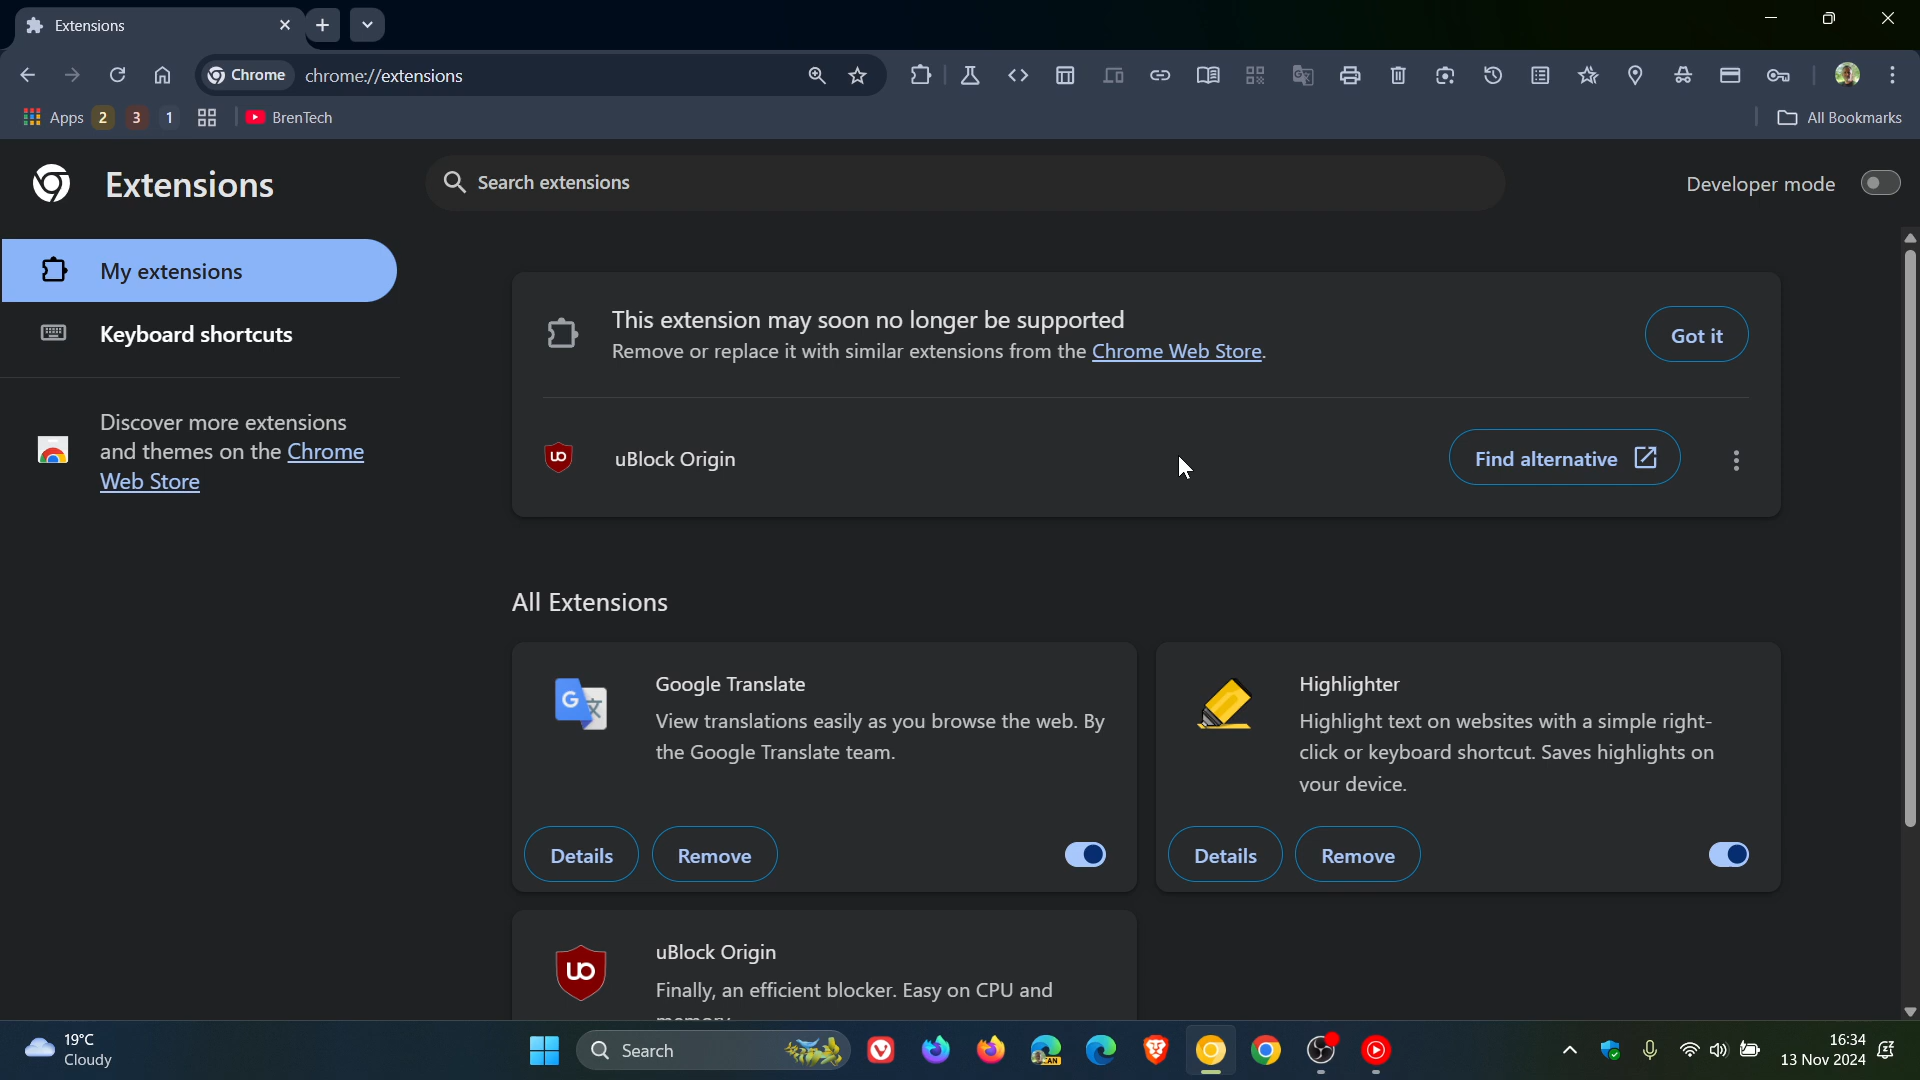 Extensions
Chrome
chrome://extensions
Apps
2
3
1
BrenTech
All Bookmarks
Extensions
Search extensions
Developer mode
My extensions
Keyboard shortcuts
Discover more extensions
and themes on the Chrome
Web Store
This extension may soon no longer be supported
Remove or replace it with similar extensions from the Chrome Web Store.
Got it
uBlock Origin
Find alternative
All Extensions
Google Translate
View translations easily as you browse the web. By
the Google Translate team.
Details
Remove
Highlighter
Highlight text on websites with a simple right-
click or keyboard shortcut. Saves highlights on
your device.
Details
Remove
uBlock Origin
Finally, an efficient blocker. Easy on CPU and
19°C
Cloudy
Search
16:34
13 Nov 2024